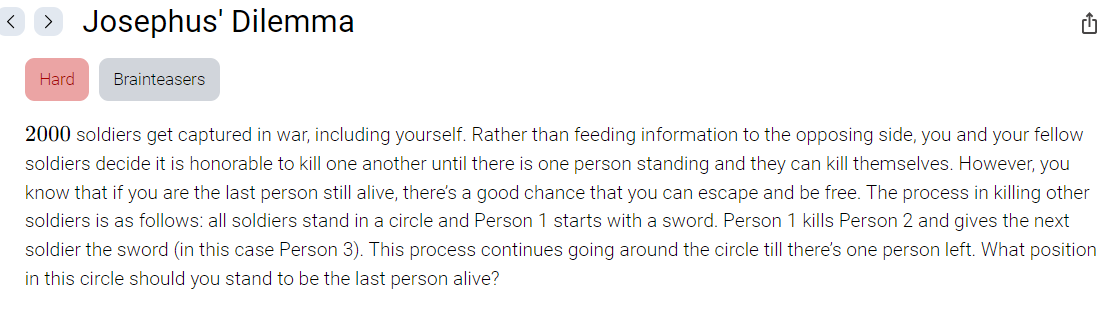 Josephus' Dilemma
Hard Brainteasers
2000 soldiers get captured in war, including yourself. Rather than feeding information to the opposing side, you and your fellow
soldiers decide it is honorable to kill one another until there is one person standing and they can kill themselves. However, you
know that if you are the last person still alive, there's a good chance that you can escape and be free. The process in killing other
soldiers is as follows: all soldiers stand in a circle and Person 1 starts with a sword. Person 1 kills Person 2 and gives the next
soldier the sword (in this case Person 3). This process continues going around the circle till there's one person left. What position
in this circle should you stand to be the last person alive?